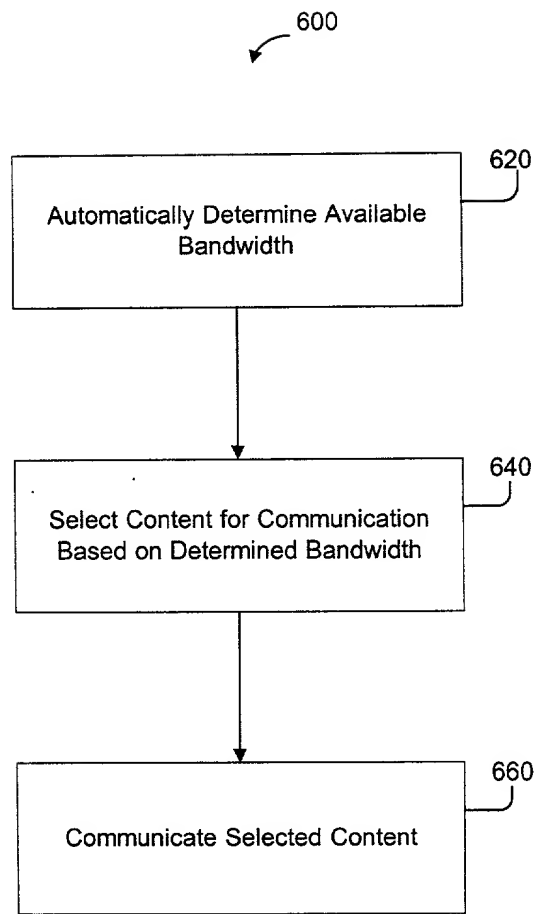 600
620
Automatically Determine Available
Bandwidth
640
Select Content for Communication
Based on Determined Bandwidth
660
Communicate Selected Content